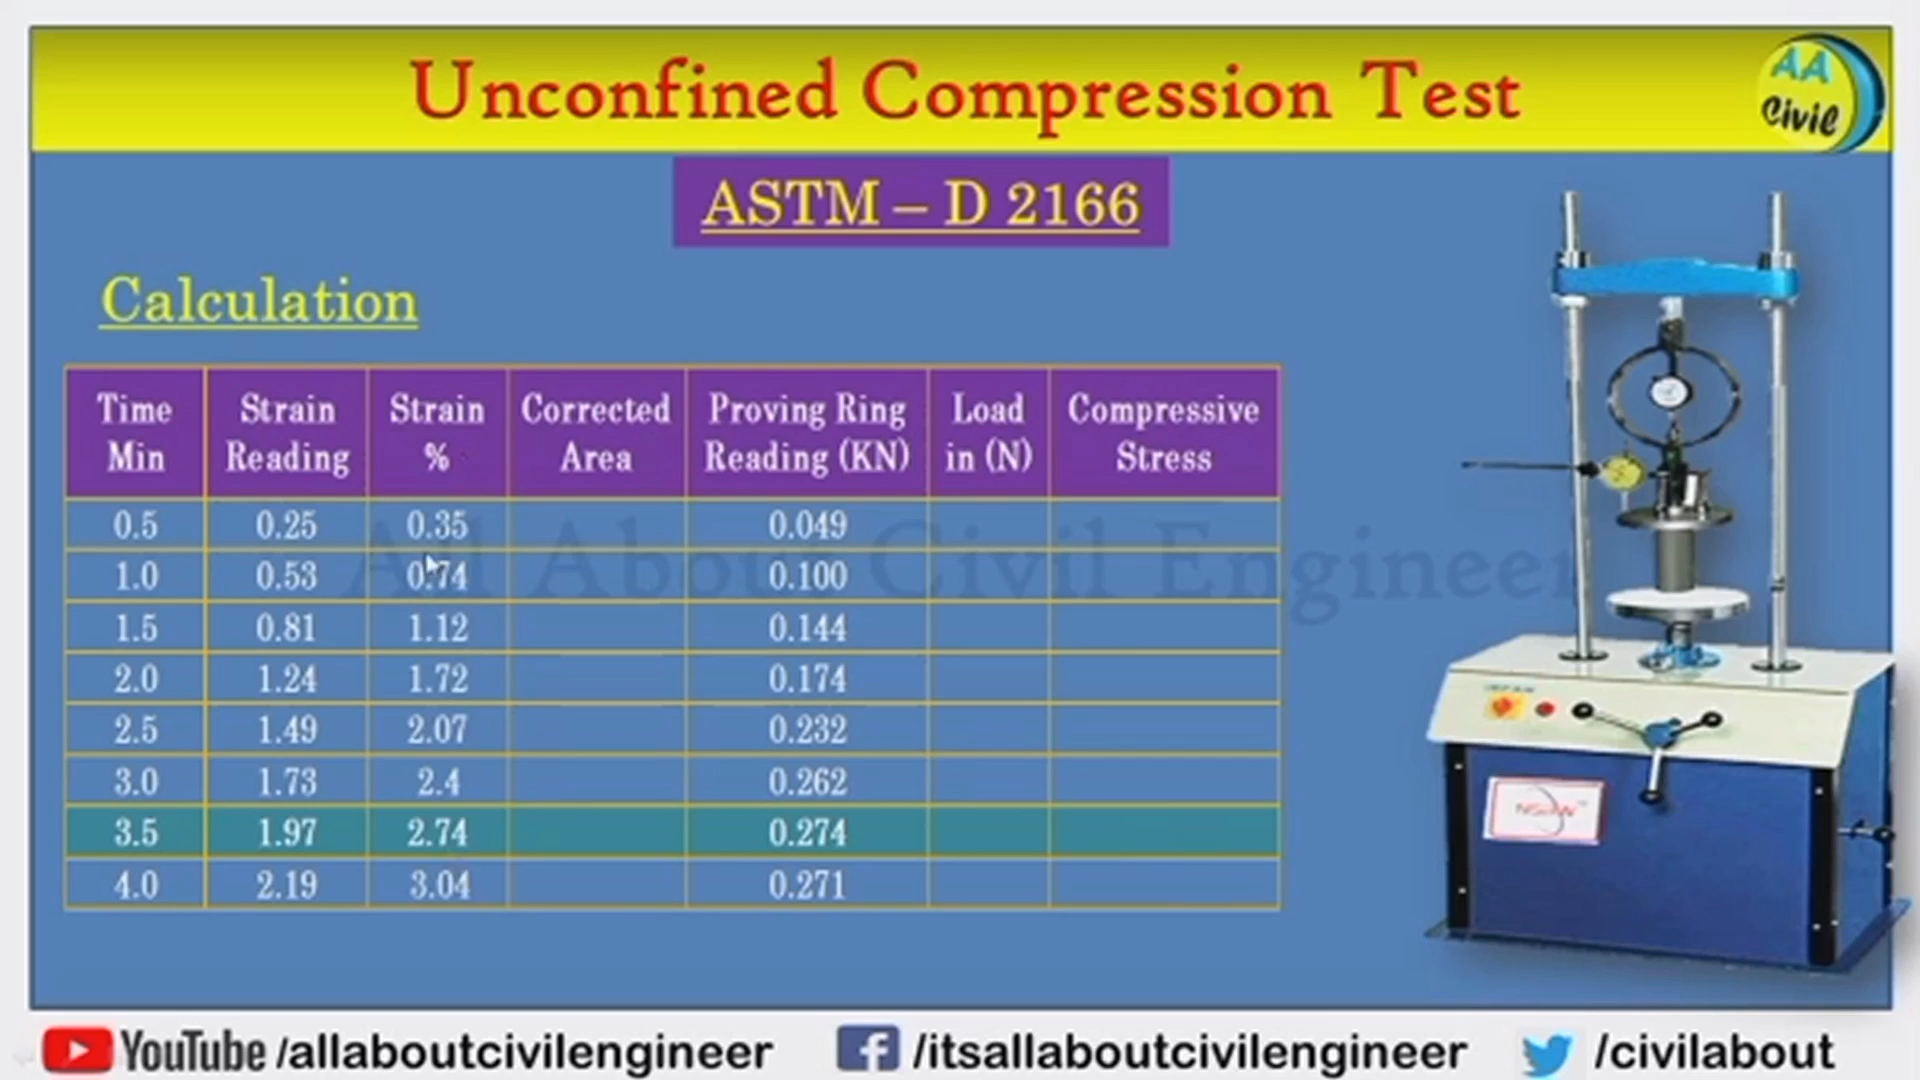 Unconfined Compression Test
AA
Civil
ASTM – D 2166
Calculation
Time Min Strain Reading Strain % Corrected Area Proving Ring Reading (KN) Load in (N) Compressive Stress
0.5 0.25 0.35 0.049
1.0 0.53 0.74 0.100
1.5 0.81 1.12 0.144
2.0 1.24 1.72 0.174
2.5 1.49 2.07 0.232
3.0 1.73 2.4 0.262
3.5 1.97 2.74 0.274
4.0 2.19 3.04 0.271
All About Civil Engineer
YouTube /allaboutcivilengineer /itsallaboutcivilengineer /civilabout